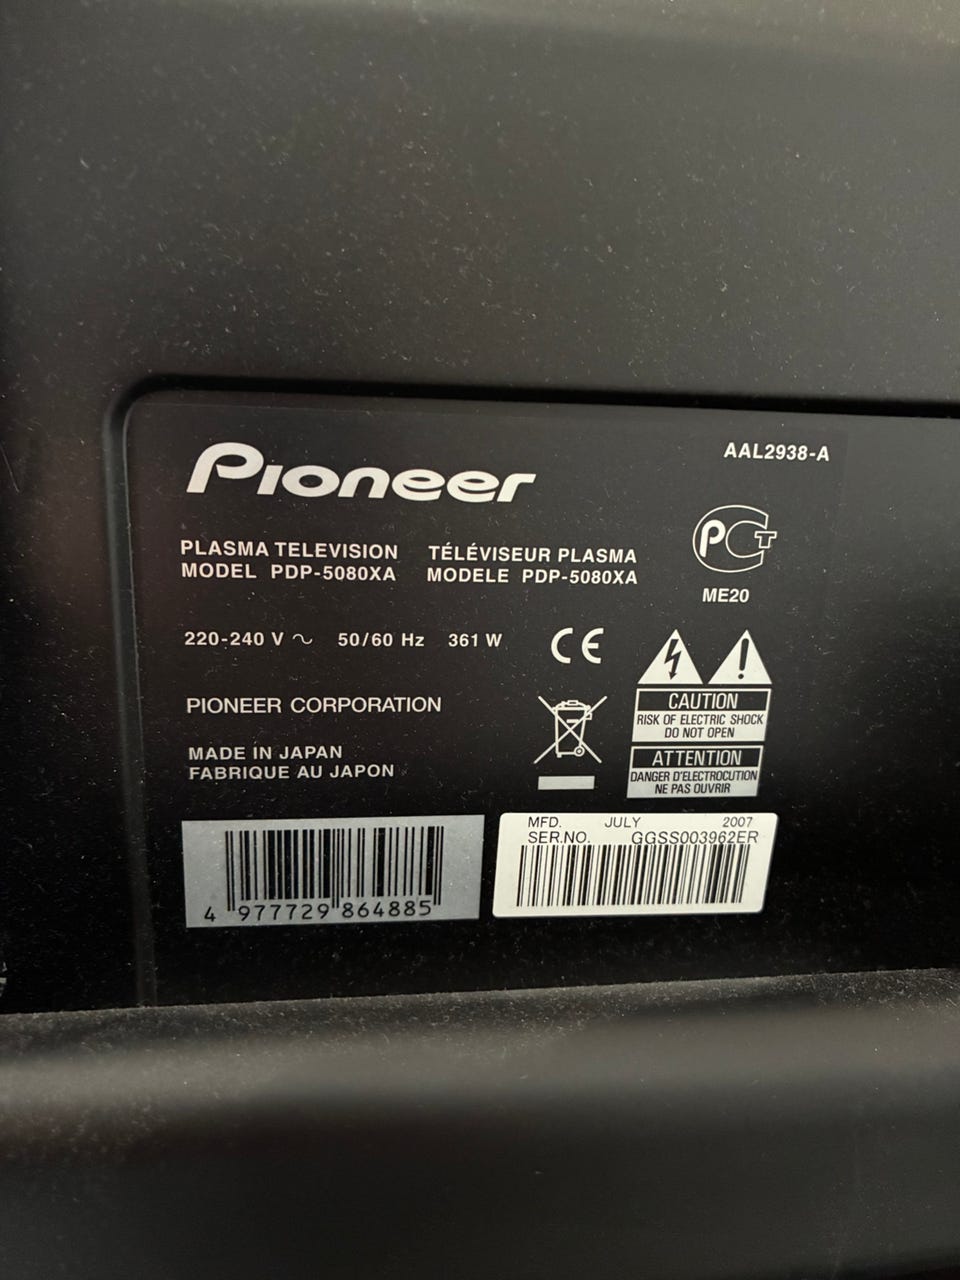 Pioneer
AAL2938-A
PLASMA TELEVISION
MODEL PDP-5080XA
TÉLÉVISEUR PLASMA
MODELE PDP-5080XA
PCT
ME20
220-240 V ~ 50/60 Hz 361 W
CE
PIONEER CORPORATION
CAUTION
RISK OF ELECTRIC SHOCK
DO NOT OPEN
MADE IN JAPAN
FABRIQUE AU JAPON
ATTENTION
DANGER D'ELECTROCUTION
NE PAS OUVRIR
4 977729 864885
MFD. JULY 2007
SER.NO. GGSS003962ER